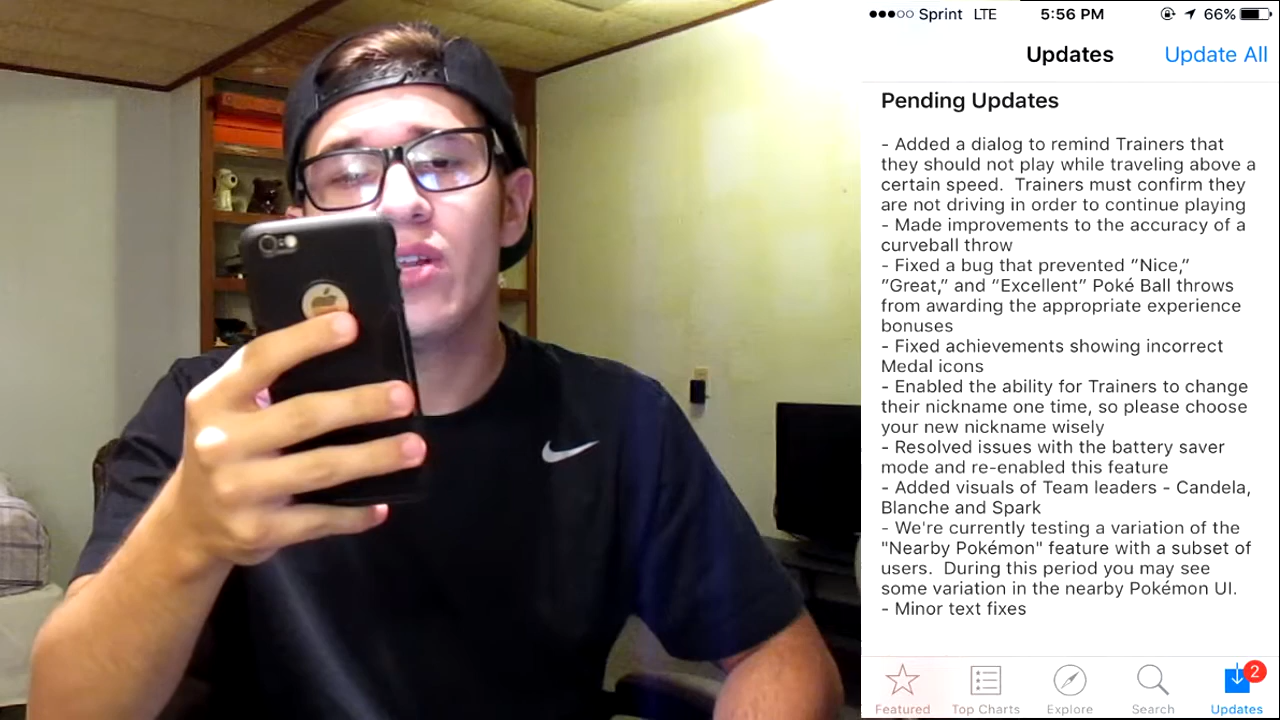 ●●●○○ Sprint LTE 5:56 PM 66%
Updates Update All
Pending Updates
- Added a dialog to remind Trainers that
they should not play while traveling above a
certain speed.  Trainers must confirm they
are not driving in order to continue playing
- Made improvements to the accuracy of a
curveball throw
- Fixed a bug that prevented “Nice,”
”Great,” and “Excellent” Poké Ball throws
from awarding the appropriate experience
bonuses
- Fixed achievements showing incorrect
Medal icons
- Enabled the ability for Trainers to change
their nickname one time, so please choose
your new nickname wisely
- Resolved issues with the battery saver
mode and re-enabled this feature
- Added visuals of Team leaders - Candela,
Blanche and Spark
- We're currently testing a variation of the
"Nearby Pokémon" feature with a subset of
users.  During this period you may see
some variation in the nearby Pokémon UI.
- Minor text fixes
2
Featured Top Charts Explore Search Updates